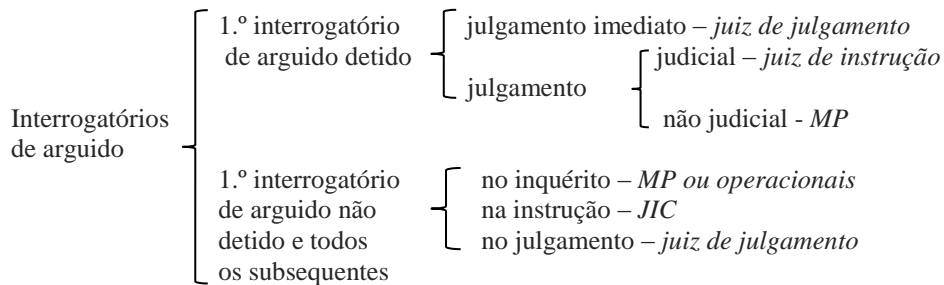 Interrogatórios
de arguido
1.º interrogatório
de arguido detido
julgamento imediato – juiz de julgamento
julgamento
judicial – juiz de instrução
não judicial - MP
1.º interrogatório
de arguido não
detido e todos
os subsequentes
no inquérito – MP ou operacionais
na instrução – JIC
no julgamento – juiz de julgamento